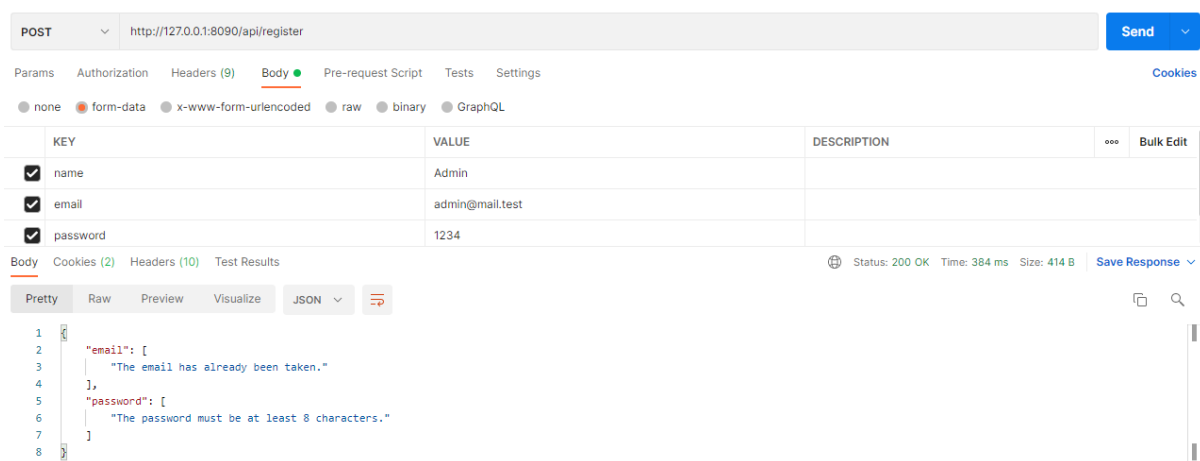 POST http://127.0.0.1:8090/api/register Send
Params Authorization Headers (9) Body Pre-request Script Tests Settings Cookies
none form-data x-www-form-urlencoded raw binary GraphQL
KEY VALUE DESCRIPTION ooo Bulk Edit
name Admin
email admin@mail.test
password 1234
Body Cookies (2) Headers (10) Test Results Status: 200 OK Time: 384 ms Size: 414 B Save Response
Pretty Raw Preview Visualize JSON
1 {
2 "email": [
3 "The email has already been taken."
4 ],
5 "password": [
6 "The password must be at least 8 characters."
7 ]
8 }